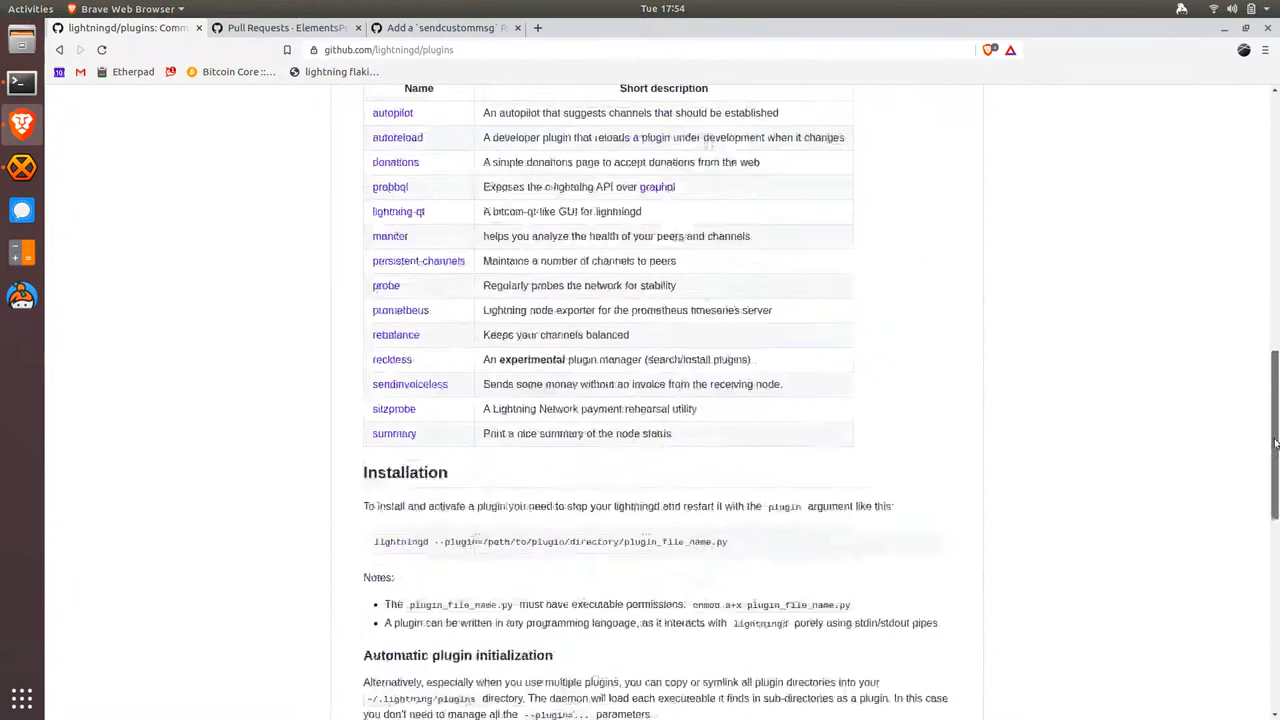 Activities
Brave Web Browser
Tue 17:54
lightningd/plugins: Comm
Pull Requests · ElementsP
Add a `sendcustommsg` R
github.com/lightningd/plugins
Etherpad
Bitcoin Core ::...
lightning flaki...
Name Short description
autopilot An autopilot that suggests channels that should be established
autoreload A developer plugin that reloads a plugin under development when it changes
donations A simple donations page to accept donations from the web
graphql Exposes the c-lightning API over graphql
lightning-qt A bitcoin-qt-like GUI for lightningd
monitor helps you analyze the health of your peers and channels
persistent-channels Maintains a number of channels to peers
probe Regularly probes the network for stability
prometheus Lightning node exporter for the prometheus timeseries server
rebalance Keeps your channels balanced
reckless An experimental plugin manager (search/install plugins)
sendinvoiceless Sends some money without an invoice from the receiving node.
sitzprobe A Lightning Network payment rehearsal utility
summary Print a nice summary of the node status
Installation
To install and activate a plugin you need to stop your lightningd and restart it with the plugin argument like this:
lightningd --plugin=/path/to/plugin/directory/plugin_file_name.py
Notes:
• The plugin_file_name.py must have executable permissions: chmod a+x plugin_file_name.py
• A plugin can be written in any programming language, as it interacts with lightningd purely using stdin/stdout pipes.
Automatic plugin initialization
Alternatively, especially when you use multiple plugins, you can copy or symlink all plugin directories into your
~/.lightning/plugins directory. The daemon will load each executeable it finds in sub-directories as a plugin. In this case
you don't need to manage all the --plugin=... parameters.